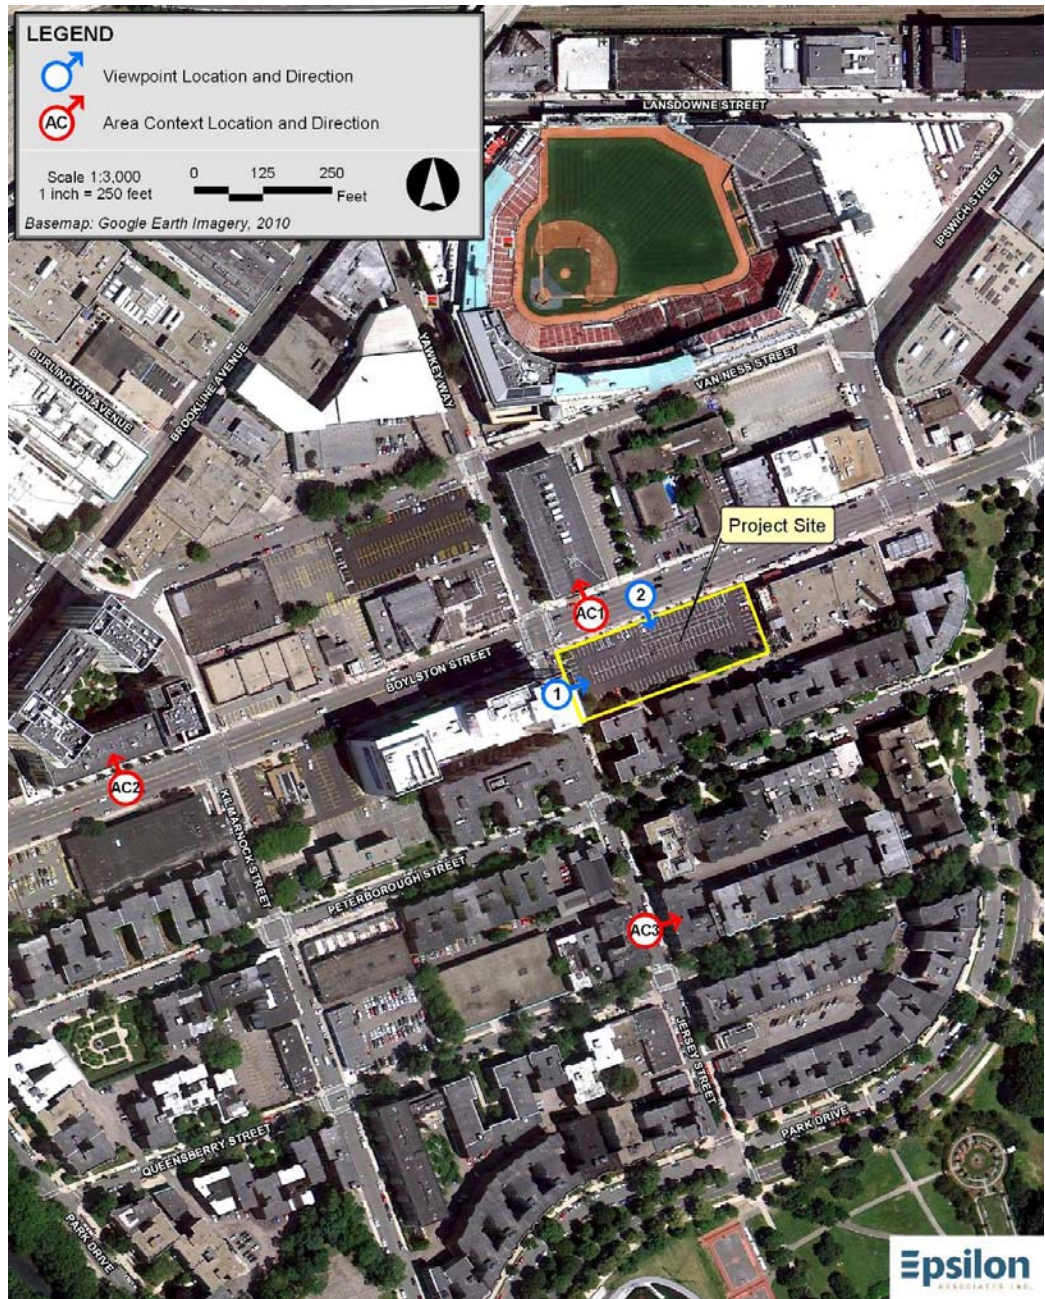 LEGEND
Viewpoint Location and Direction
AC
Area Context Location and Direction
Scale 1:3,000
1 inch = 250 feet
0 125 250
Feet
Basemap: Google Earth Imagery, 2010
LANSDOWNE STREET
IPSWICH STREET
YAWKEY WAY
VAN NESS STREET
BURLINGTON AVENUE
BROOKLINE AVENUE
Project Site
AC1
2
BOYLSTON STREET
1
AC2
KILMARNOCK STREET
PETERBOROUGH STREET
AC3
JERSEY STREET
PARK DRIVE
QUEENSBERRY STREET
PARK DRIVE
Epsilon
ASSOCIATES INC.